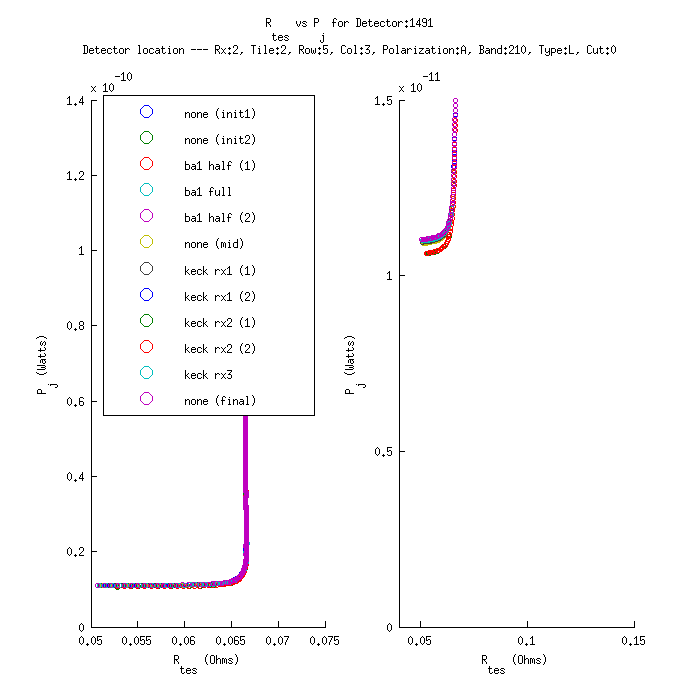 R tes vs P j for Detector:1491
Detector location --- Rx:2, Tile:2, Row:5, Col:3, Polarization:A, Band:210, Type:L, Cut:0
x 10-10
1.4
1.2
1
0.8
0.6
0.4
0.2
0
none (init1)
none (init2)
ba1 half (1)
ba1 full
ba1 half (2)
none (mid)
keck rx1 (1)
keck rx1 (2)
keck rx2 (1)
keck rx2 (2)
keck rx3
none (final)
P j (Watts)
0.05 0.055 0.06 0.065 0.07 0.075
R tes (Ohms)
x 10-11
1.5
1
0.5
0
P j (Watts)
0.05 0.1 0.15
R tes (Ohms)